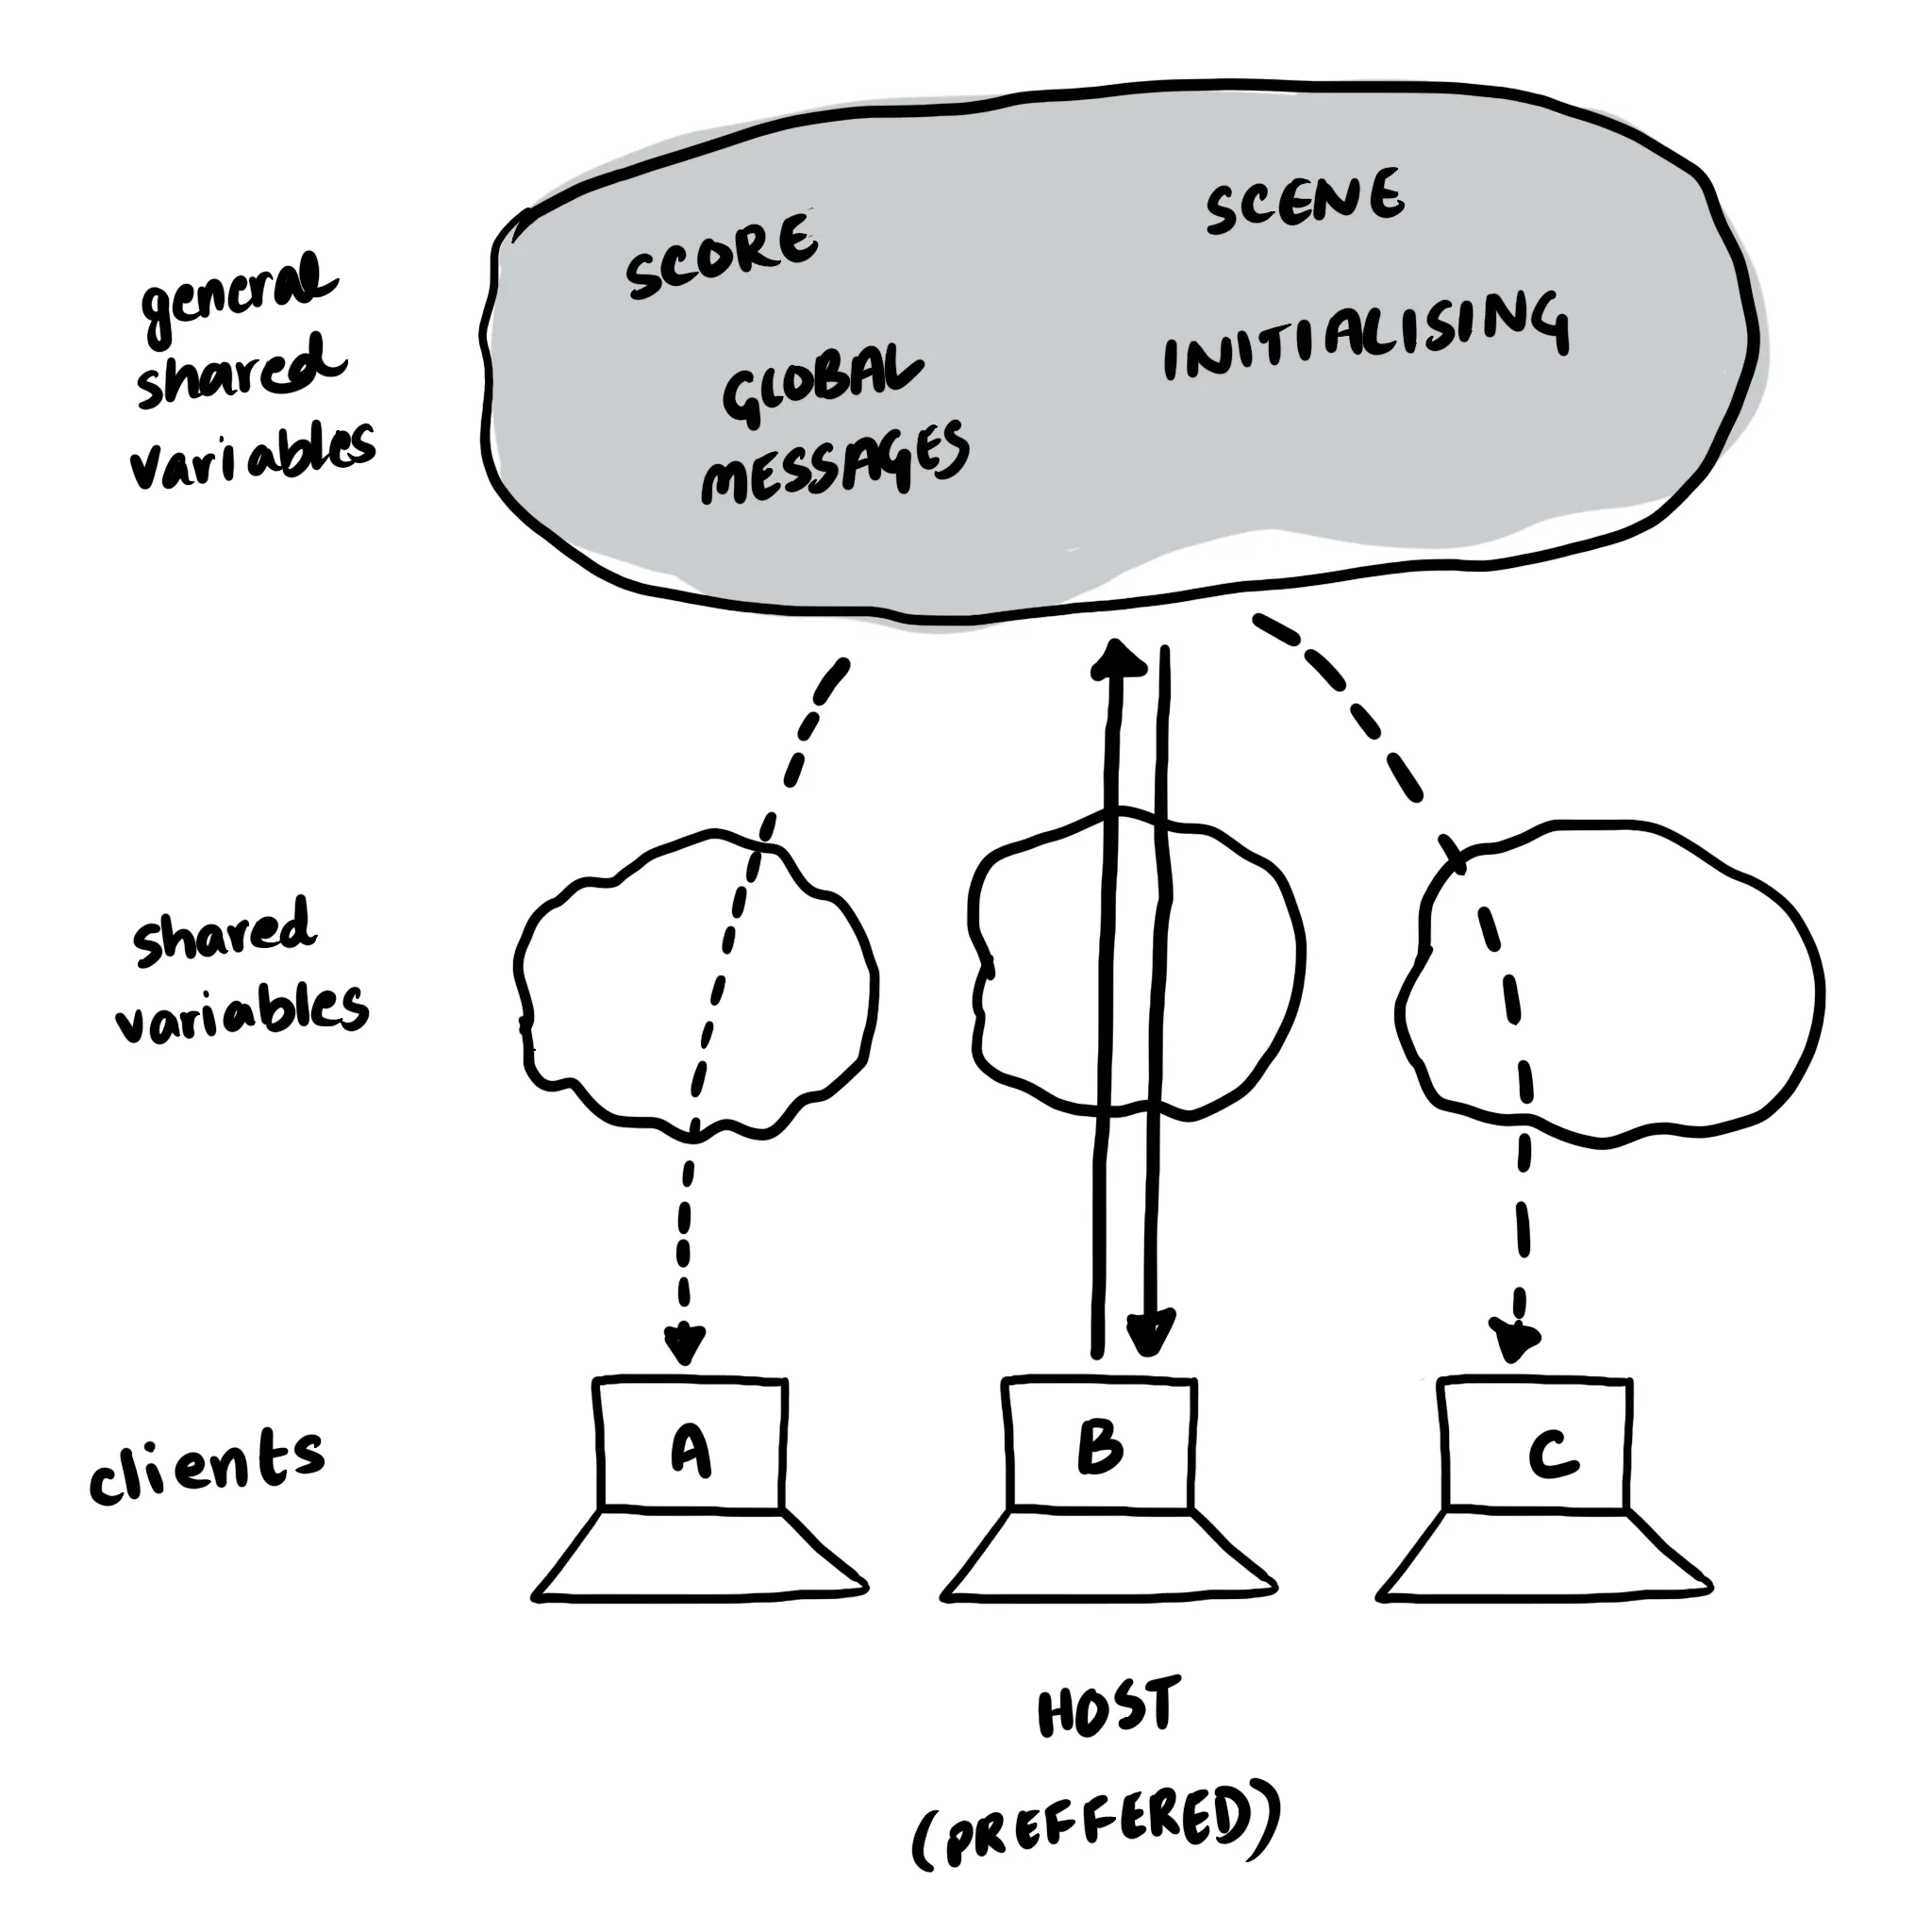 general
shared
variables
SCORE
SCENE
GLOBAL
MESSAGES
INITIALISING
shared
variables
clients
A
B
C
HOST
(PREFFERED)